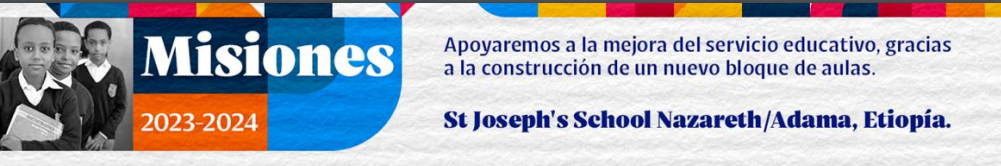 Misiones
2023-2024
Apoyaremos a la mejora del servicio educativo, gracias
a la construcción de un nuevo bloque de aulas.
St Joseph's School Nazareth/Adama, Etiopía.